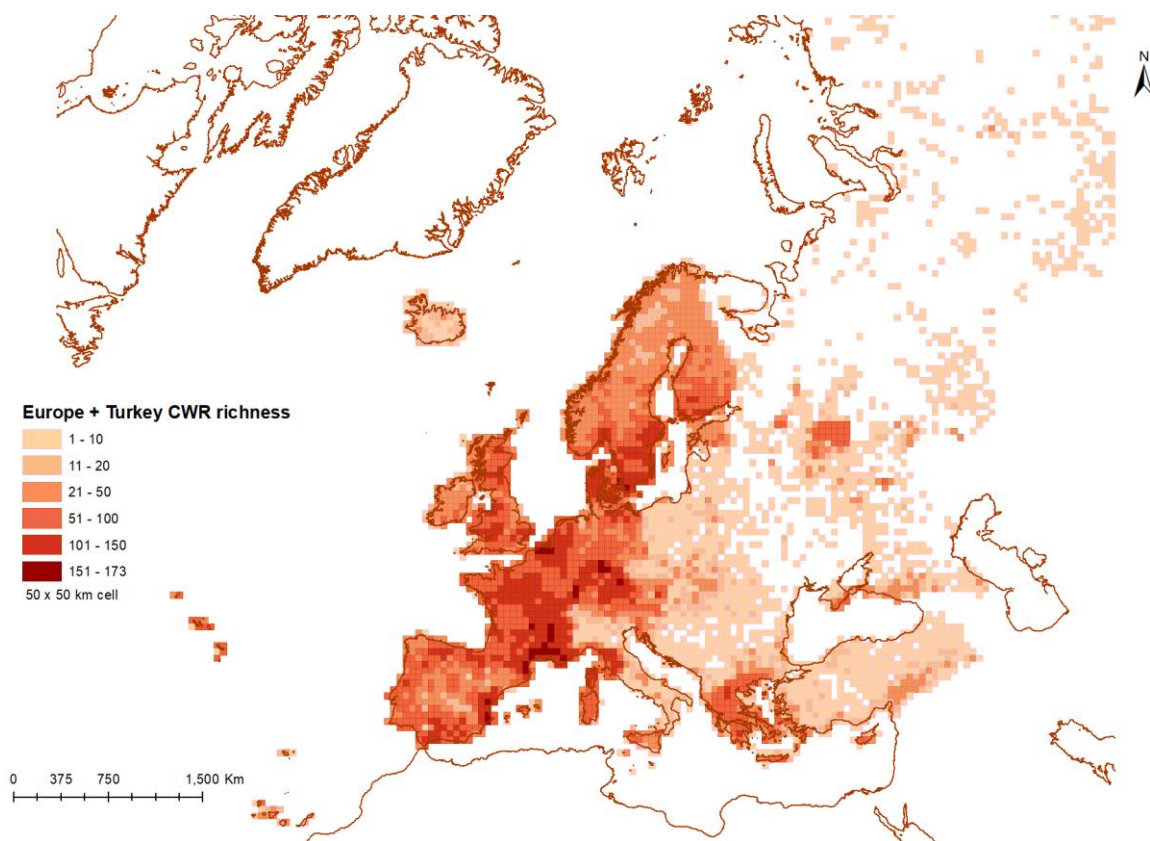 N
Europe + Turkey CWR richness
1 - 10
11 - 20
21 - 50
51 - 100
101 - 150
151 - 173
50 x 50 km cell
0 375 750 1,500 Km